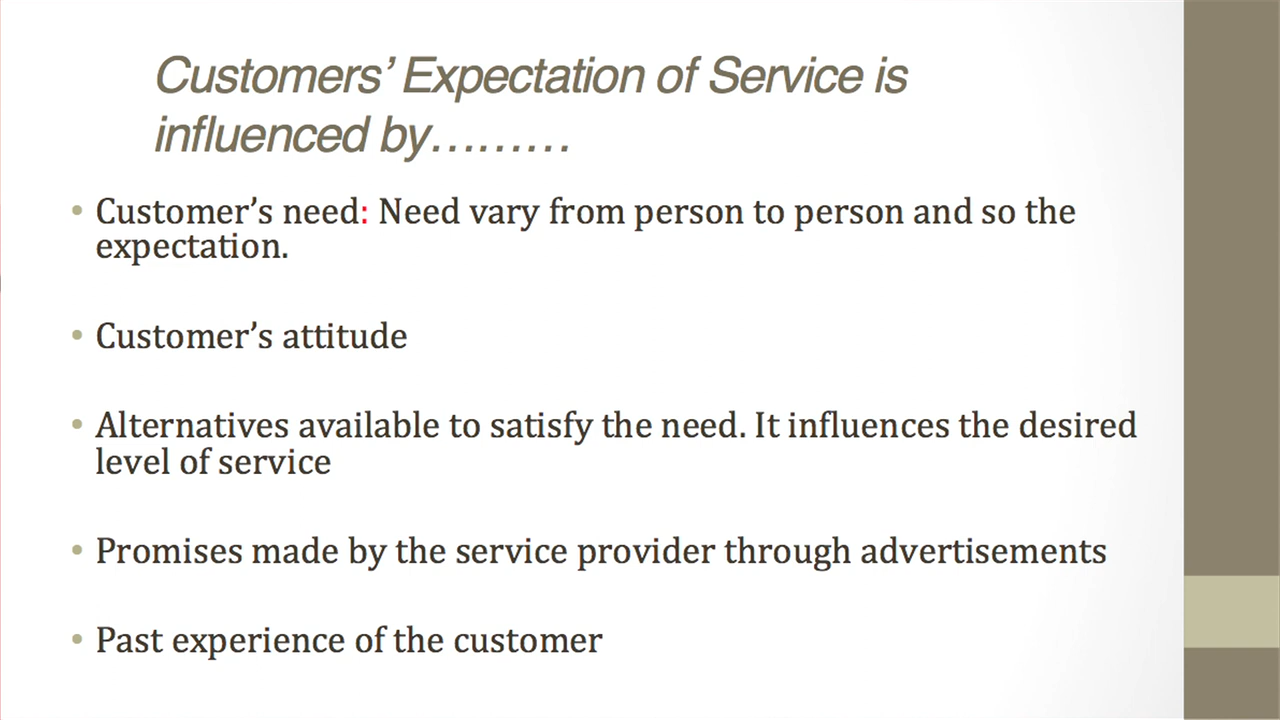 Customers’ Expectation of Service is
influenced by………
• Customer’s need: Need vary from person to person and so the
expectation.
• Customer’s attitude
• Alternatives available to satisfy the need. It influences the desired
level of service
• Promises made by the service provider through advertisements
• Past experience of the customer